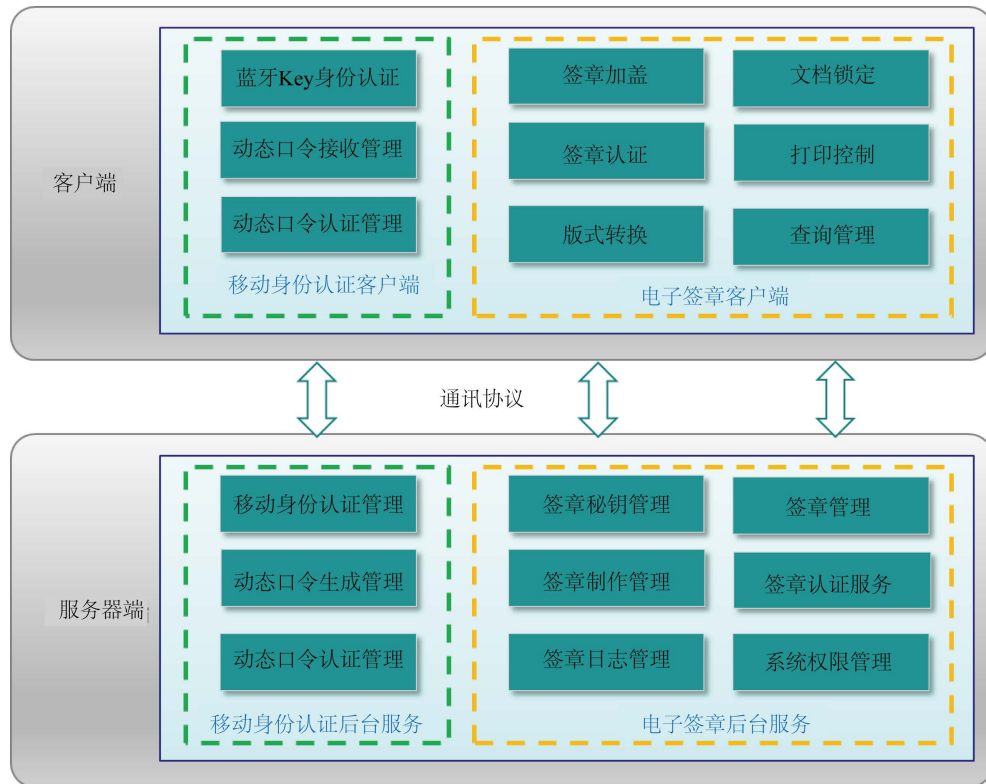 客户端
蓝牙Key身份认证
动态口令接收管理
动态口令认证管理
移动身份认证客户端
签章加盖
文档锁定
签章认证
打印控制
版式转换
查询管理
电子签章客户端
通讯协议
服务器端
移动身份认证管理
动态口令生成管理
动态口令认证管理
移动身份认证后台服务
签章秘钥管理
签章管理
签章制作管理
签章认证服务
签章日志管理
系统权限管理
电子签章后台服务